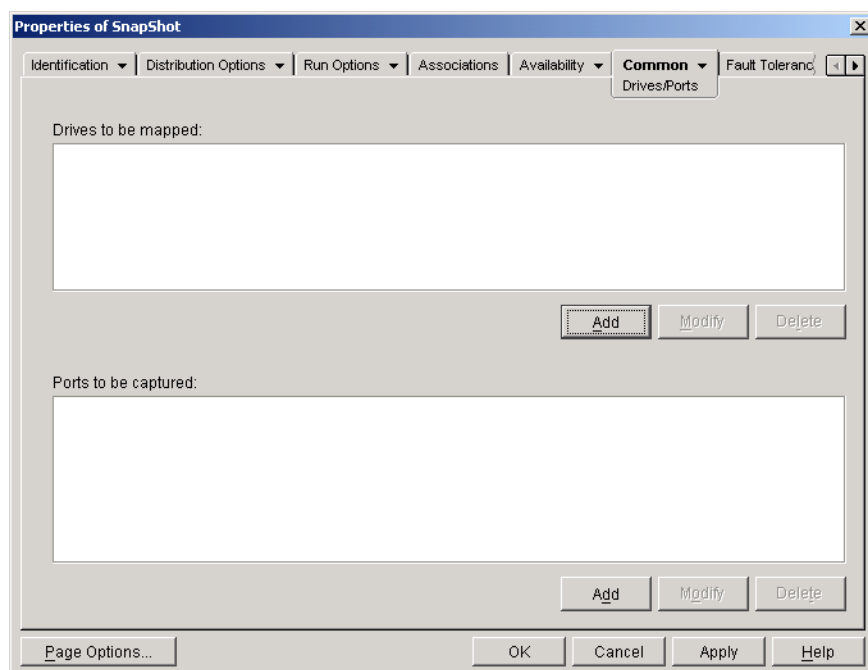 Properties of SnapShot
Identification Distribution Options Run Options Associations Availability Common Fault Toleranc
Drives/Ports
Drives to be mapped:
Add Modify Delete
Ports to be captured:
Add Modify Delete
Page Options... OK Cancel Apply Help